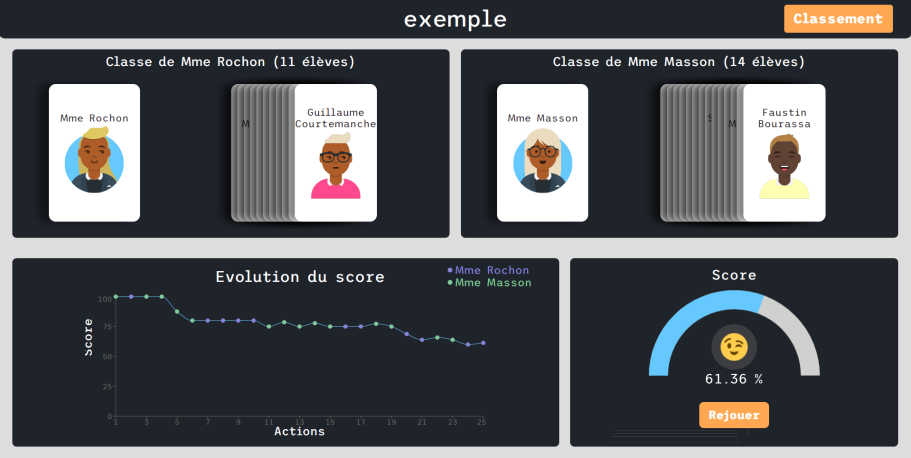 exemple
Classement
Classe de Mme Rochon (11 élèves)
Mme Rochon
M
Guillaume
Courtemanche
Classe de Mme Masson (14 élèves)
Mme Masson
M
Faustin
Bourassa
Evolution du score
Mme Rochon
Mme Masson
Score
100
75
50
25
0
1 3 5 7 9 11 13 15 17 19 21 23 25
Actions
Score
61.36 %
Rejouer